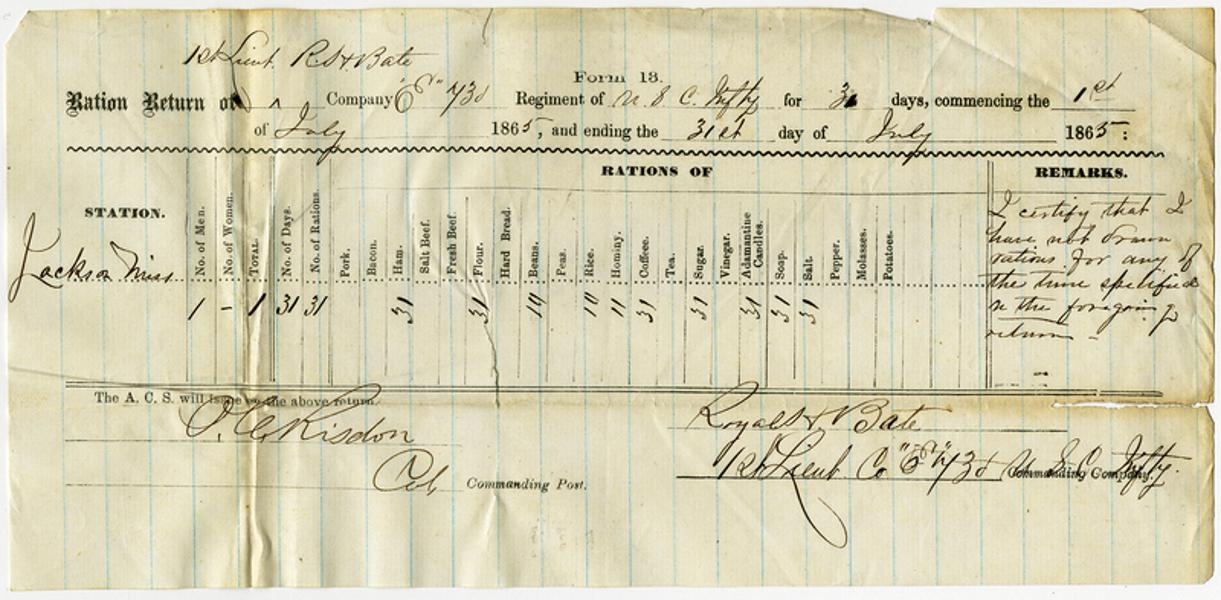 1st Lieut. R. S. & Bate
Form 13.
Ration Return of ^ Company "E" 73d Regiment of U S C. Infty for 31 days, commencing the 1st
of July 1865, and ending the 31st day of July 1865:
RATIONS OF
REMARKS.
STATION.
No. of Men.
No. of Women.
TOTAL.
No. of Days.
No. of Rations.
Pork.
Bacon.
Ham.
Salt Beef.
Fresh Beef.
Flour.
Hard Bread.
Beans.
Peas.
Rice.
Hominy.
Coffeee.
Tea.
Sugar.
Vinegar.
Adamantine
Candles.
Soap.
Salt.
Pepper.
Molasses.
Potatoes.
Jackson Miss.
1 - 1 31 31 31 31 10 10 11 31 31 31 31 31
I certify that I
have not drawn
rations for any of
the time specified
in the foregoing
return -
The A. C. S. will issue on the above return.
O. C. Risdon
Col, Commanding Post.
Royal & Bate
1st Lieut Co "E" 73d U. S. C. Infty.
Commanding Company.